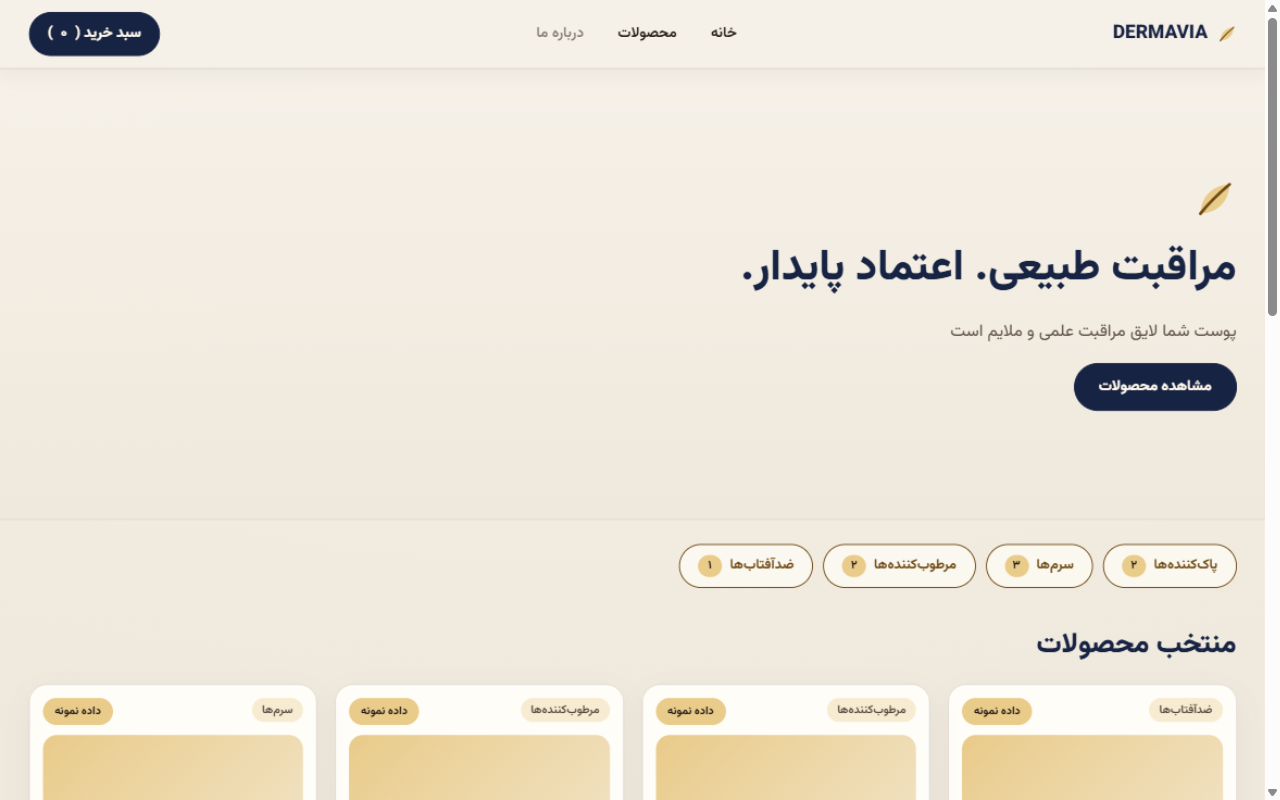 DERMAVIA
خانه
محصولات
درباره ما
سبد خرید ( ۰ )
مراقبت طبیعی. اعتماد پایدار.
پوست شما لایق مراقبت علمی و ملایم است
مشاهده محصولات
پاک‌کننده‌ها ۲
سرم‌ها ۳
مرطوب‌کننده‌ها ۲
ضدآفتاب‌ها ۱
منتخب محصولات
ضدآفتاب‌ها
داده نمونه
مرطوب‌کننده‌ها
داده نمونه
مرطوب‌کننده‌ها
داده نمونه
سرم‌ها
داده نمونه